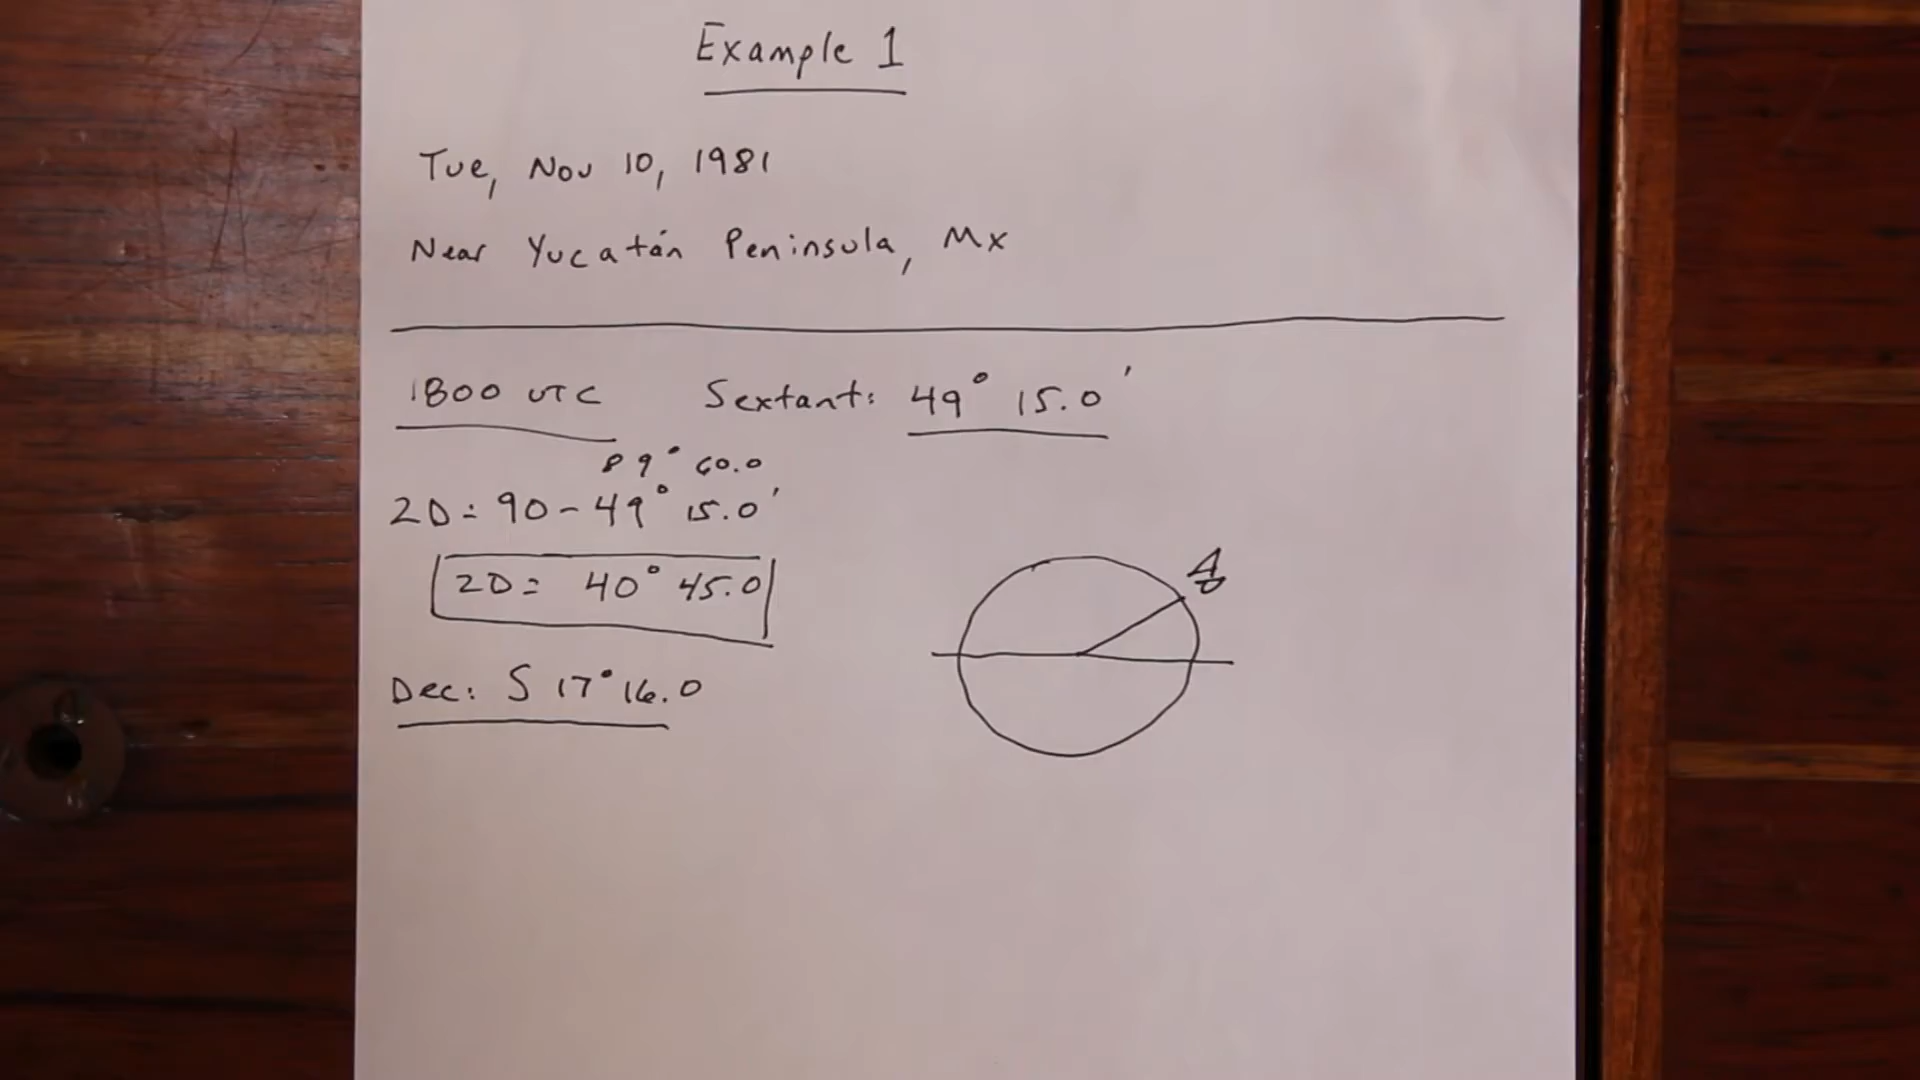 Example 1
Tue, Nov 10, 1981
Near Yucatán Peninsula, Mx
1800 UTC Sextant: 49° 15.0'
89° 60.0
ZD = 90 - 49° 15.0'
ZD = 40° 45.0
Dec: S 17° 16.0